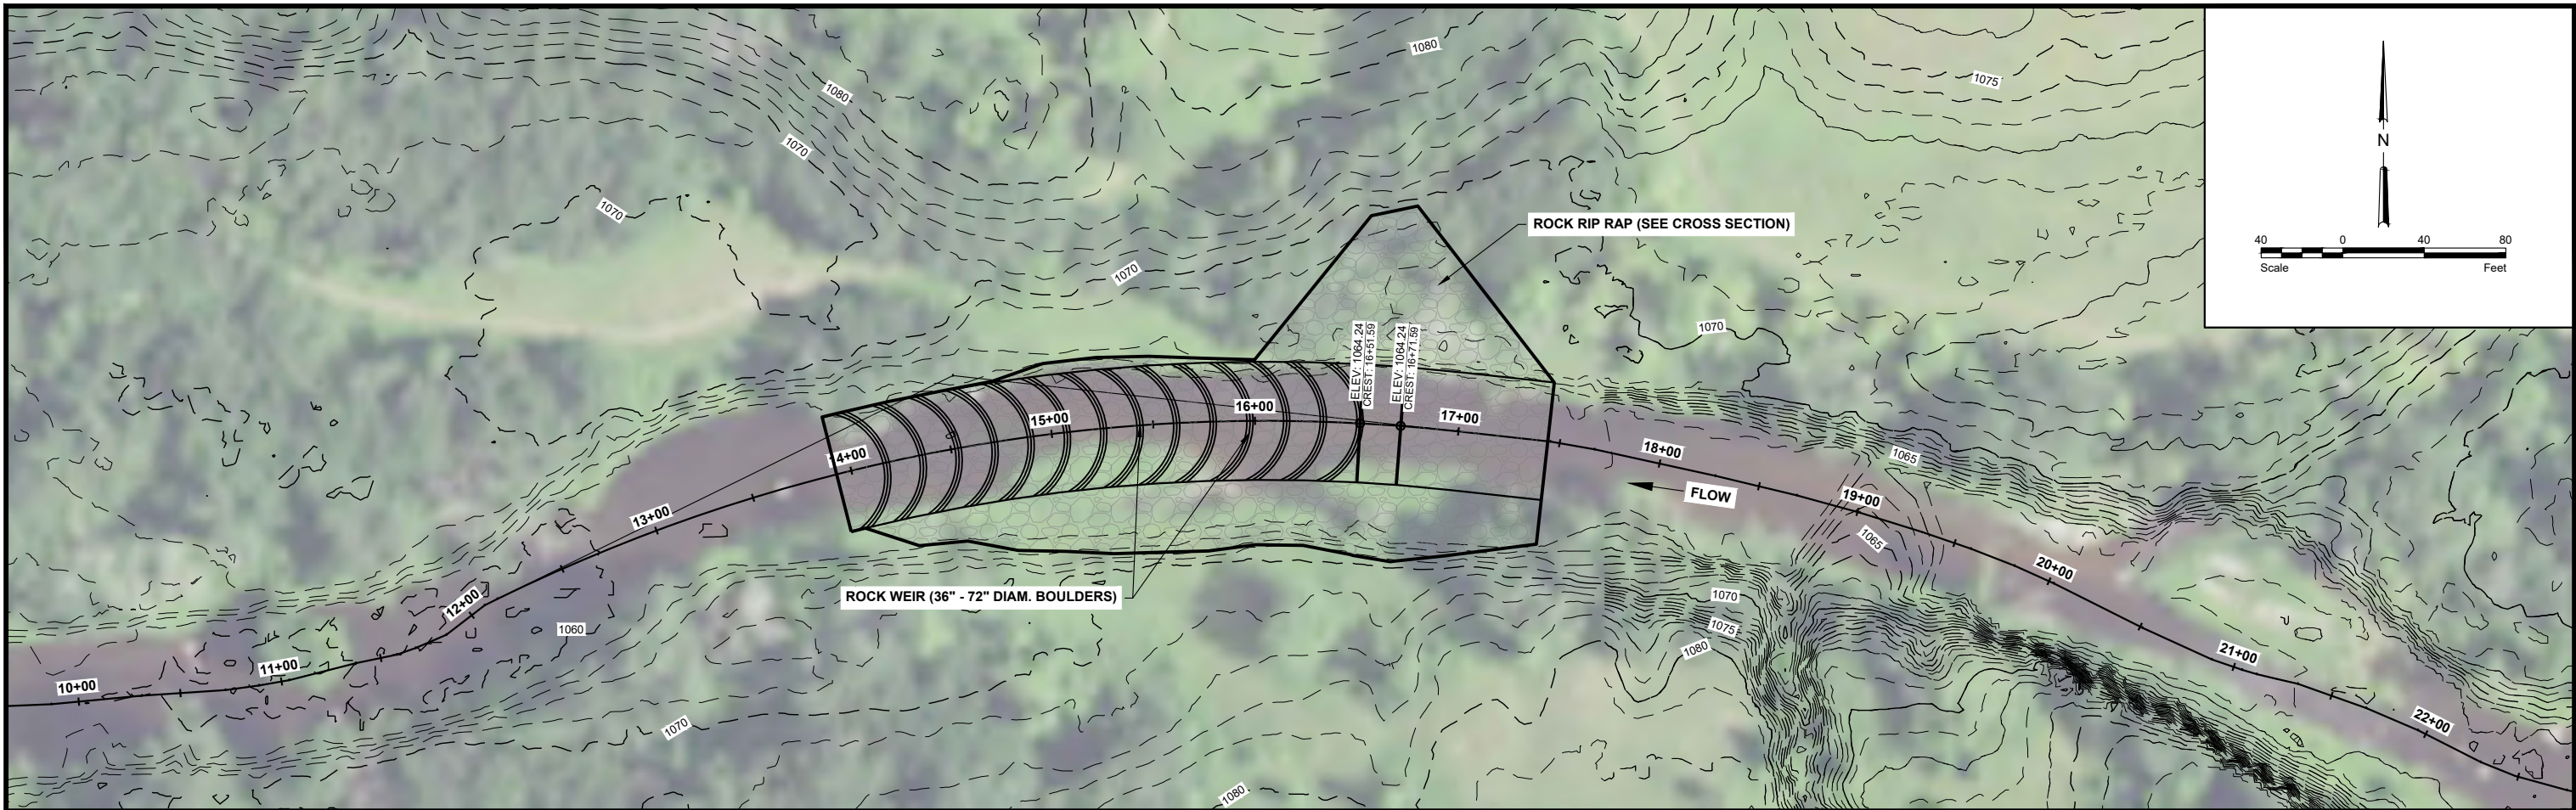 1080
1075
1080
1070
1070
1070
1070
N
40 0 40 80
Scale Feet
ROCK RIP RAP (SEE CROSS SECTION)
ELEV: 1064.24
CREST: 16+51.59
ELEV: 1064.24
CREST: 16+71.59
10+00
11+00
12+00
13+00
14+00
15+00
16+00
17+00
18+00
19+00
20+00
21+00
22+00
FLOW
1065
1065
ROCK WEIR (36" - 72" DIAM. BOULDERS)
1060
1070
1070
1075
1080
1080